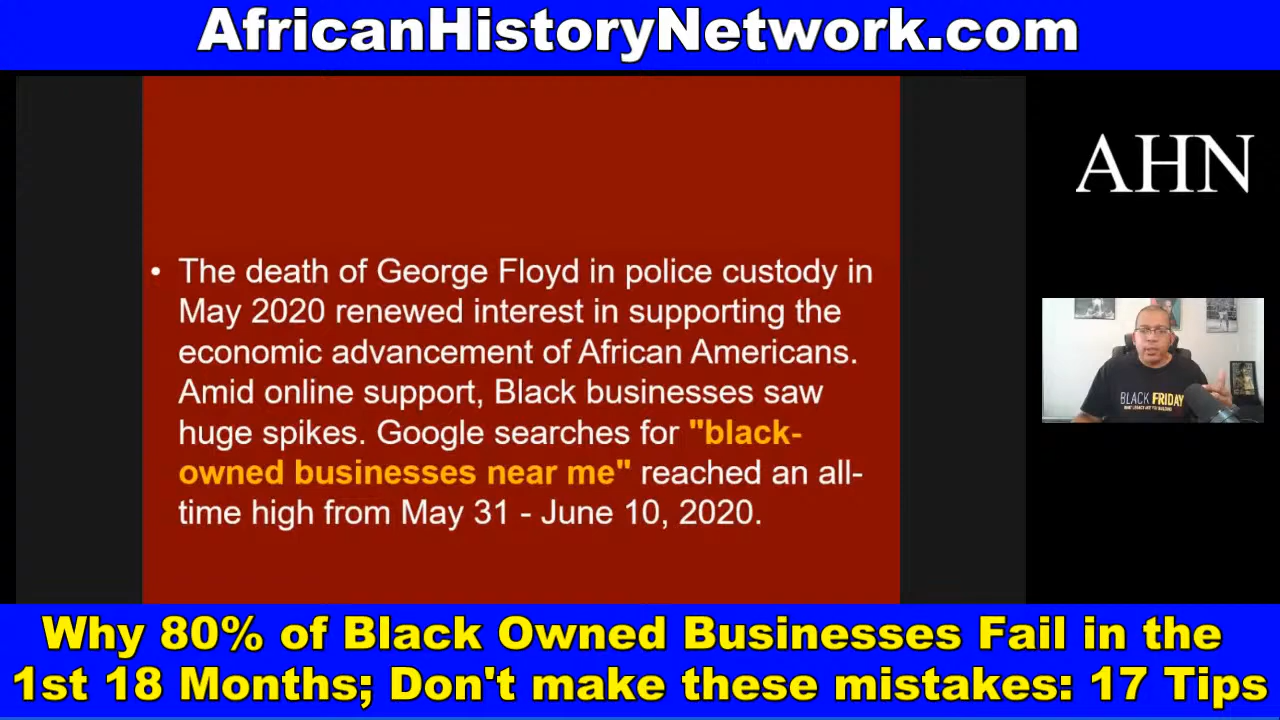 AfricanHistoryNetwork.com
AHN
• The death of George Floyd in police custody in
May 2020 renewed interest in supporting the
economic advancement of African Americans.
Amid online support, Black businesses saw
huge spikes. Google searches for "black-
owned businesses near me" reached an all-
time high from May 31 - June 10, 2020.
BLACK FRIDAY
Why 80% of Black Owned Businesses Fail in the
1st 18 Months; Don't make these mistakes: 17 Tips